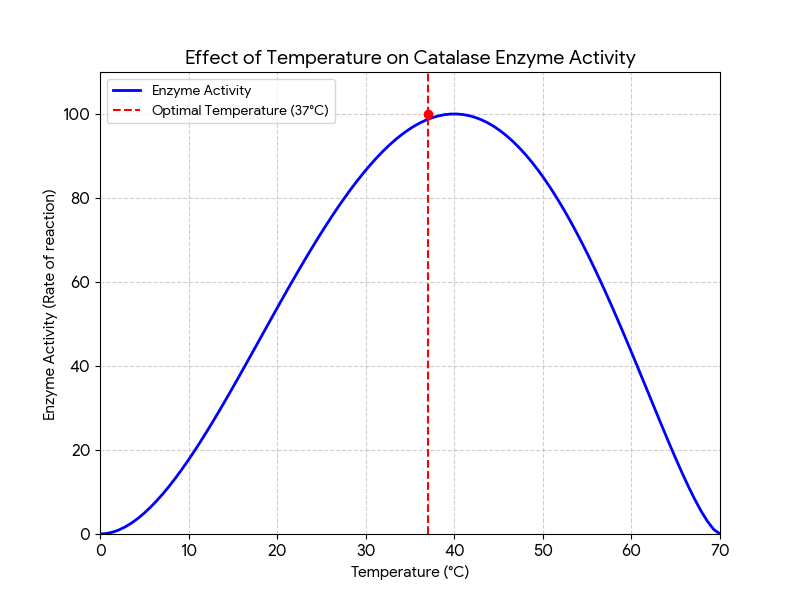 Effect of Temperature on Catalase Enzyme Activity
Enzyme Activity
Optimal Temperature (37°C)
Enzyme Activity (Rate of reaction)
100
80
60
40
20
0
0 10 20 30 40 50 60 70
Temperature (°C)